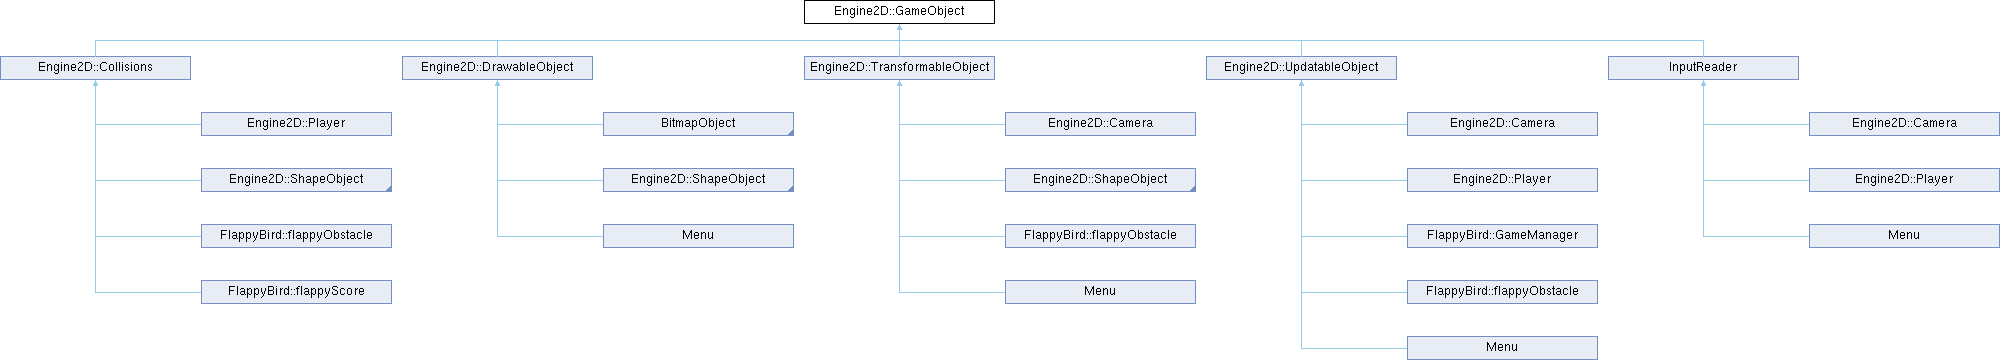 Engine2D::GameObject
Engine2D::Collisions
Engine2D::DrawableObject
Engine2D::TransformableObject
Engine2D::UpdatableObject
InputReader
Engine2D::Player
BitmapObject
Engine2D::Camera
Engine2D::Camera
Engine2D::Camera
Engine2D::ShapeObject
Engine2D::ShapeObject
Engine2D::ShapeObject
Engine2D::Player
Engine2D::Player
FlappyBird::flappyObstacle
Menu
FlappyBird::flappyObstacle
FlappyBird::GameManager
Menu
FlappyBird::flappyScore
Menu
FlappyBird::flappyObstacle
Menu